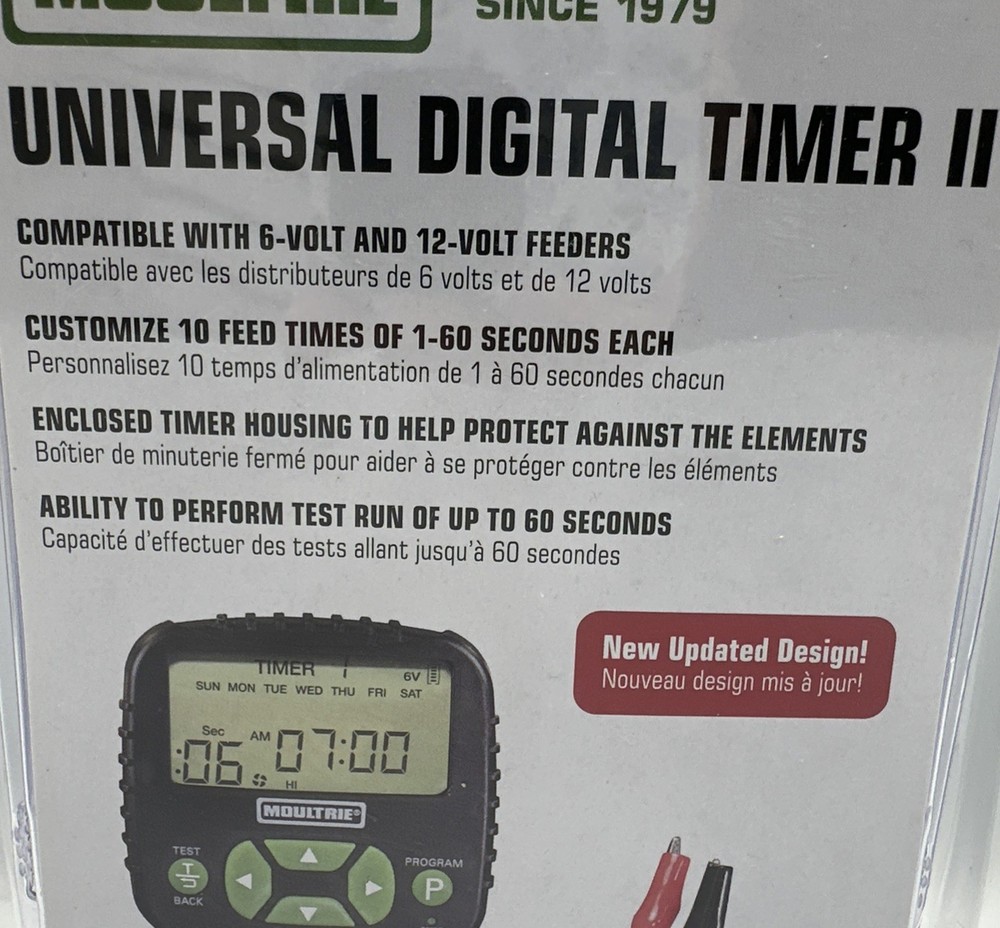 MOULTRIE
SINCE 1979
UNIVERSAL DIGITAL TIMER II
COMPATIBLE WITH 6-VOLT AND 12-VOLT FEEDERS
Compatible avec les distributeurs de 6 volts et de 12 volts
CUSTOMIZE 10 FEED TIMES OF 1-60 SECONDS EACH
Personnalisez 10 temps d'alimentation de 1 à 60 secondes chacun
ENCLOSED TIMER HOUSING TO HELP PROTECT AGAINST THE ELEMENTS
Boîtier de minuterie fermé pour aider à se protéger contre les éléments
ABILITY TO PERFORM TEST RUN OF UP TO 60 SECONDS
Capacité d'effectuer des tests allant jusqu'à 60 secondes
New Updated Design!
Nouveau design mis à jour!
TIMER 1 6V
SUN MON TUE WED THU FRI SAT
Sec AM
:06 07:00
HI
MOULTRIE®
TEST
BACK
PROGRAM
P